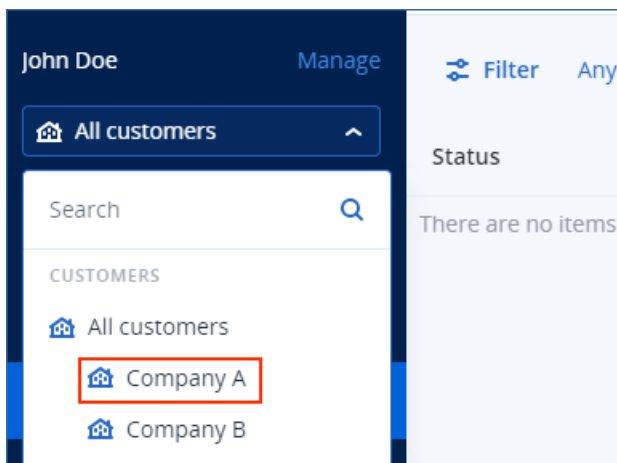 John Doe
Manage
All customers
Search
CUSTOMERS
All customers
Company A
Company B
Filter
Any
Status
There are no items